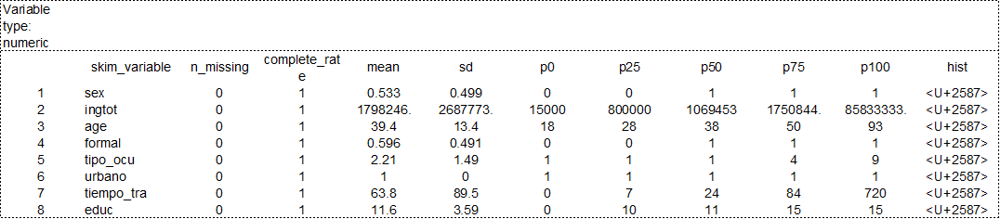 Variable
type:
numeric
skim_variable n_missing complete_rat e mean sd p0 p25 p50 p75 p100 hist
1 sex 0 1 0.533 0.499 0 0 1 1 1 <U+2587>
2 ingtot 0 1 1798246. 2687773. 15000 800000 1069453 1750844. 85833333. <U+2587>
3 age 0 1 39.4 13.4 18 28 38 50 93 <U+2587>
4 formal 0 1 0.596 0.491 0 0 1 1 1 <U+2587>
5 tipo_ocu 0 1 2.21 1.49 1 1 1 4 9 <U+2587>
6 urbano 0 1 1 0 1 1 1 1 1 <U+2587>
7 tiempo_tra 0 1 63.8 89.5 0 7 24 84 720 <U+2587>
8 educ 0 1 11.6 3.59 0 10 11 15 15 <U+2587>